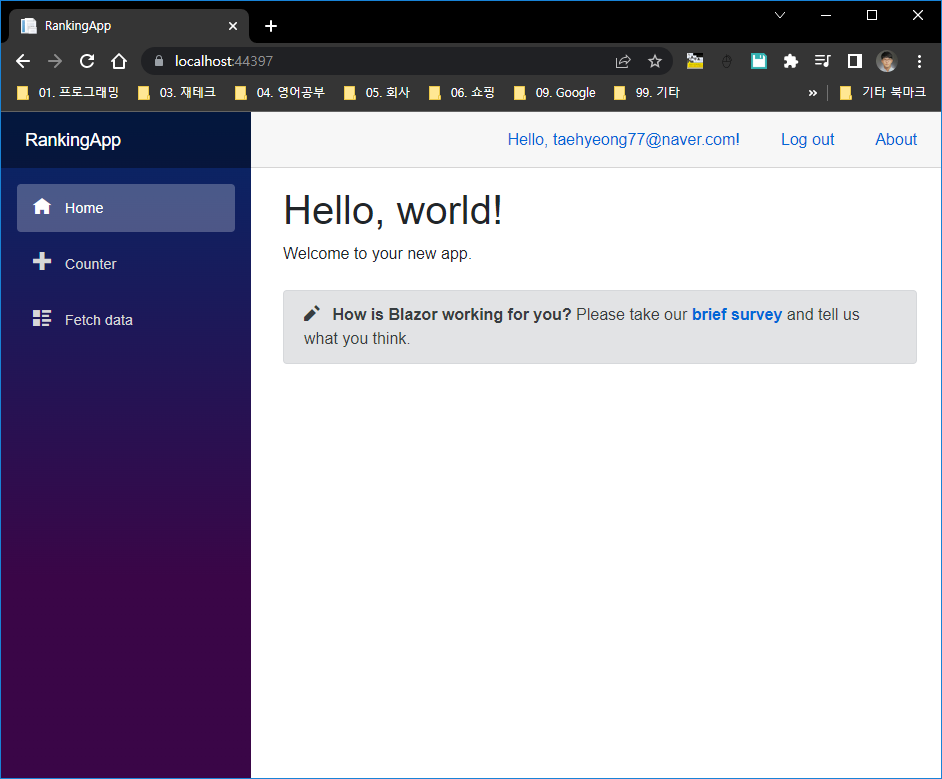 RankingApp
localhost:44397
01. 프로그래밍 03. 재테크 04. 영어공부 05. 회사 06. 쇼핑 09. Google 99. 기타 » 기타 북마크
RankingApp
Hello, taehyeong77@naver.com! Log out About
Home
Counter
Fetch data
Hello, world!
Welcome to your new app.
How is Blazor working for you? Please take our brief survey and tell us
what you think.